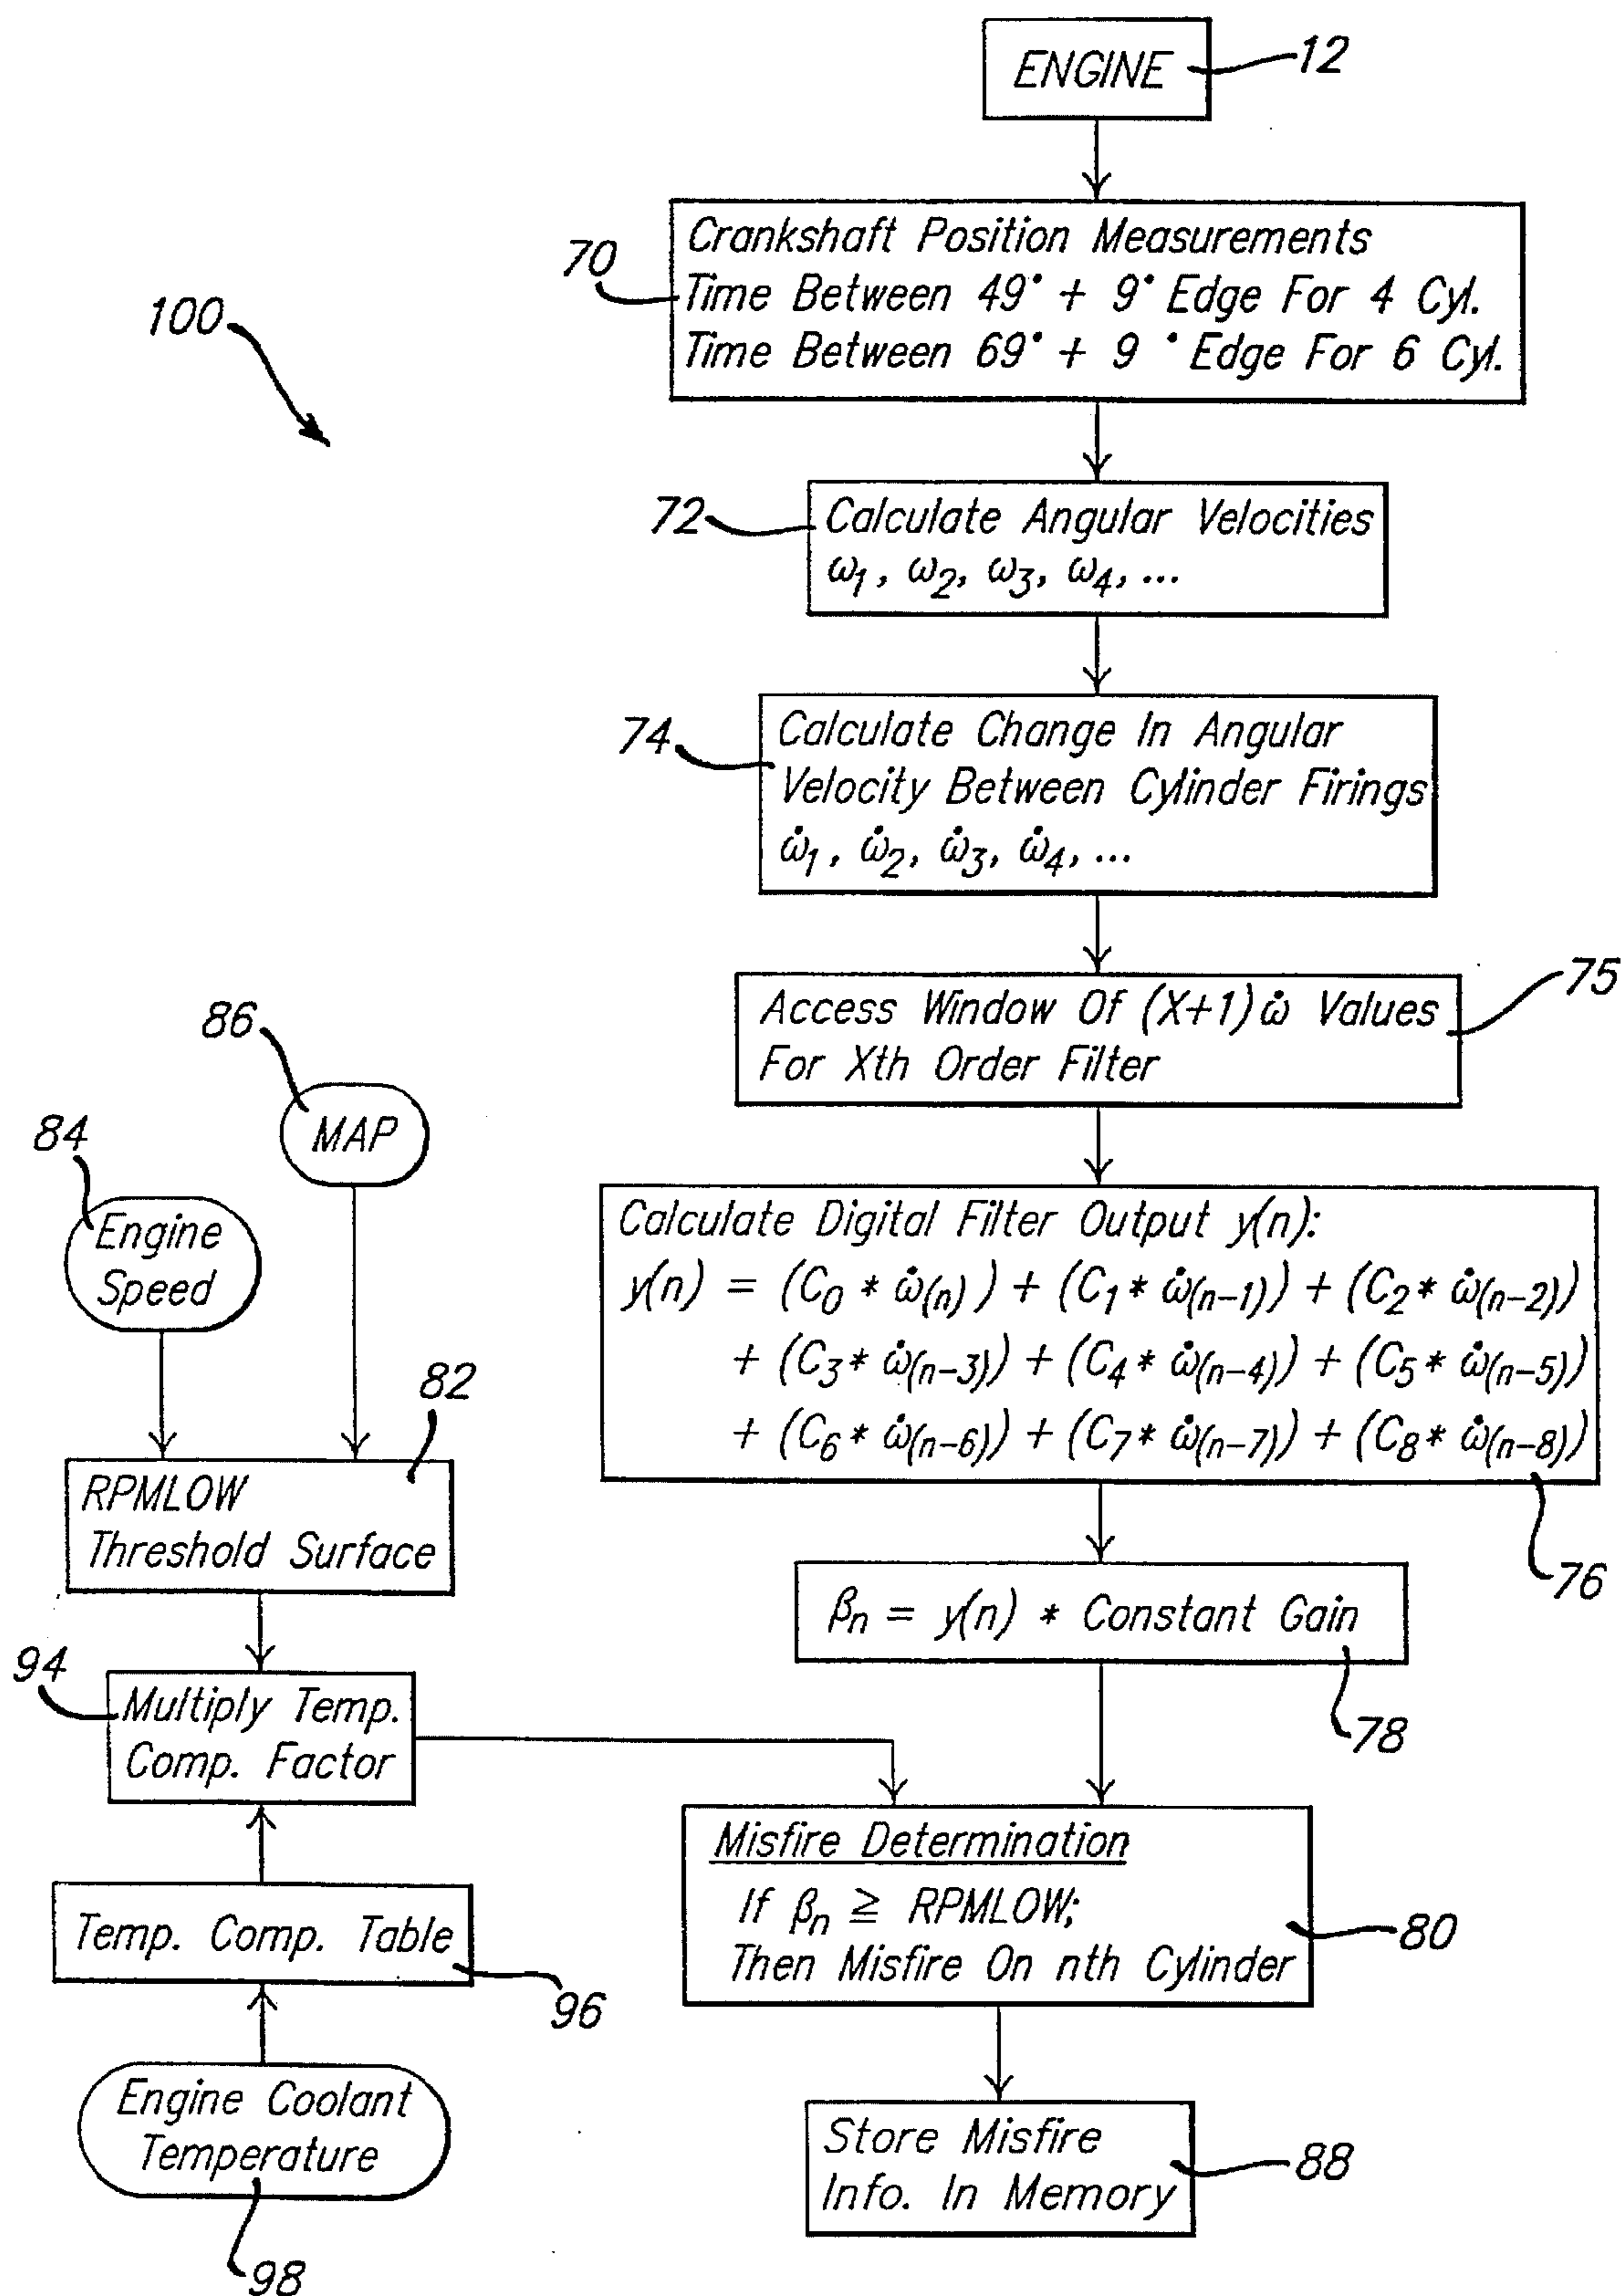 ENGINE
12
Crankshaft Position Measurements
Time Between 49° + 9° Edge For 4 Cyl.
Time Between 69° + 9 ° Edge For 6 Cyl.
70
100
72
Calculate Angular Velocities
ω1, ω2, ω3, ω4, ...
74
Calculate Change In Angular
Velocity Between Cylinder Firings
ω̇1, ω̇2, ω̇3, ω̇4, ...
75
Access Window Of (X+1) ω̇ Values
For Xth Order Filter
86
MAP
84
Engine
Speed
Calculate Digital Filter Output y(n):
y(n) = (C0 * ω̇(n) ) + (C1 * ω̇(n-1)) + (C2 * ω̇(n-2))
+ (C3 * ω̇(n-3)) + (C4 * ω̇(n-4)) + (C5 * ω̇(n-5))
+ (C6 * ω̇(n-6)) + (C7 * ω̇(n-7)) + (C8 * ω̇(n-8))
76
82
RPMLOW
Threshold Surface
βn = y(n) * Constant Gain
78
94
Multiply Temp.
Comp. Factor
Misfire Determination
If βn ≧ RPMLOW;
Then Misfire On nth Cylinder
80
Temp. Comp. Table
96
Engine Coolant
Temperature
98
Store Misfire
Info. In Memory
88